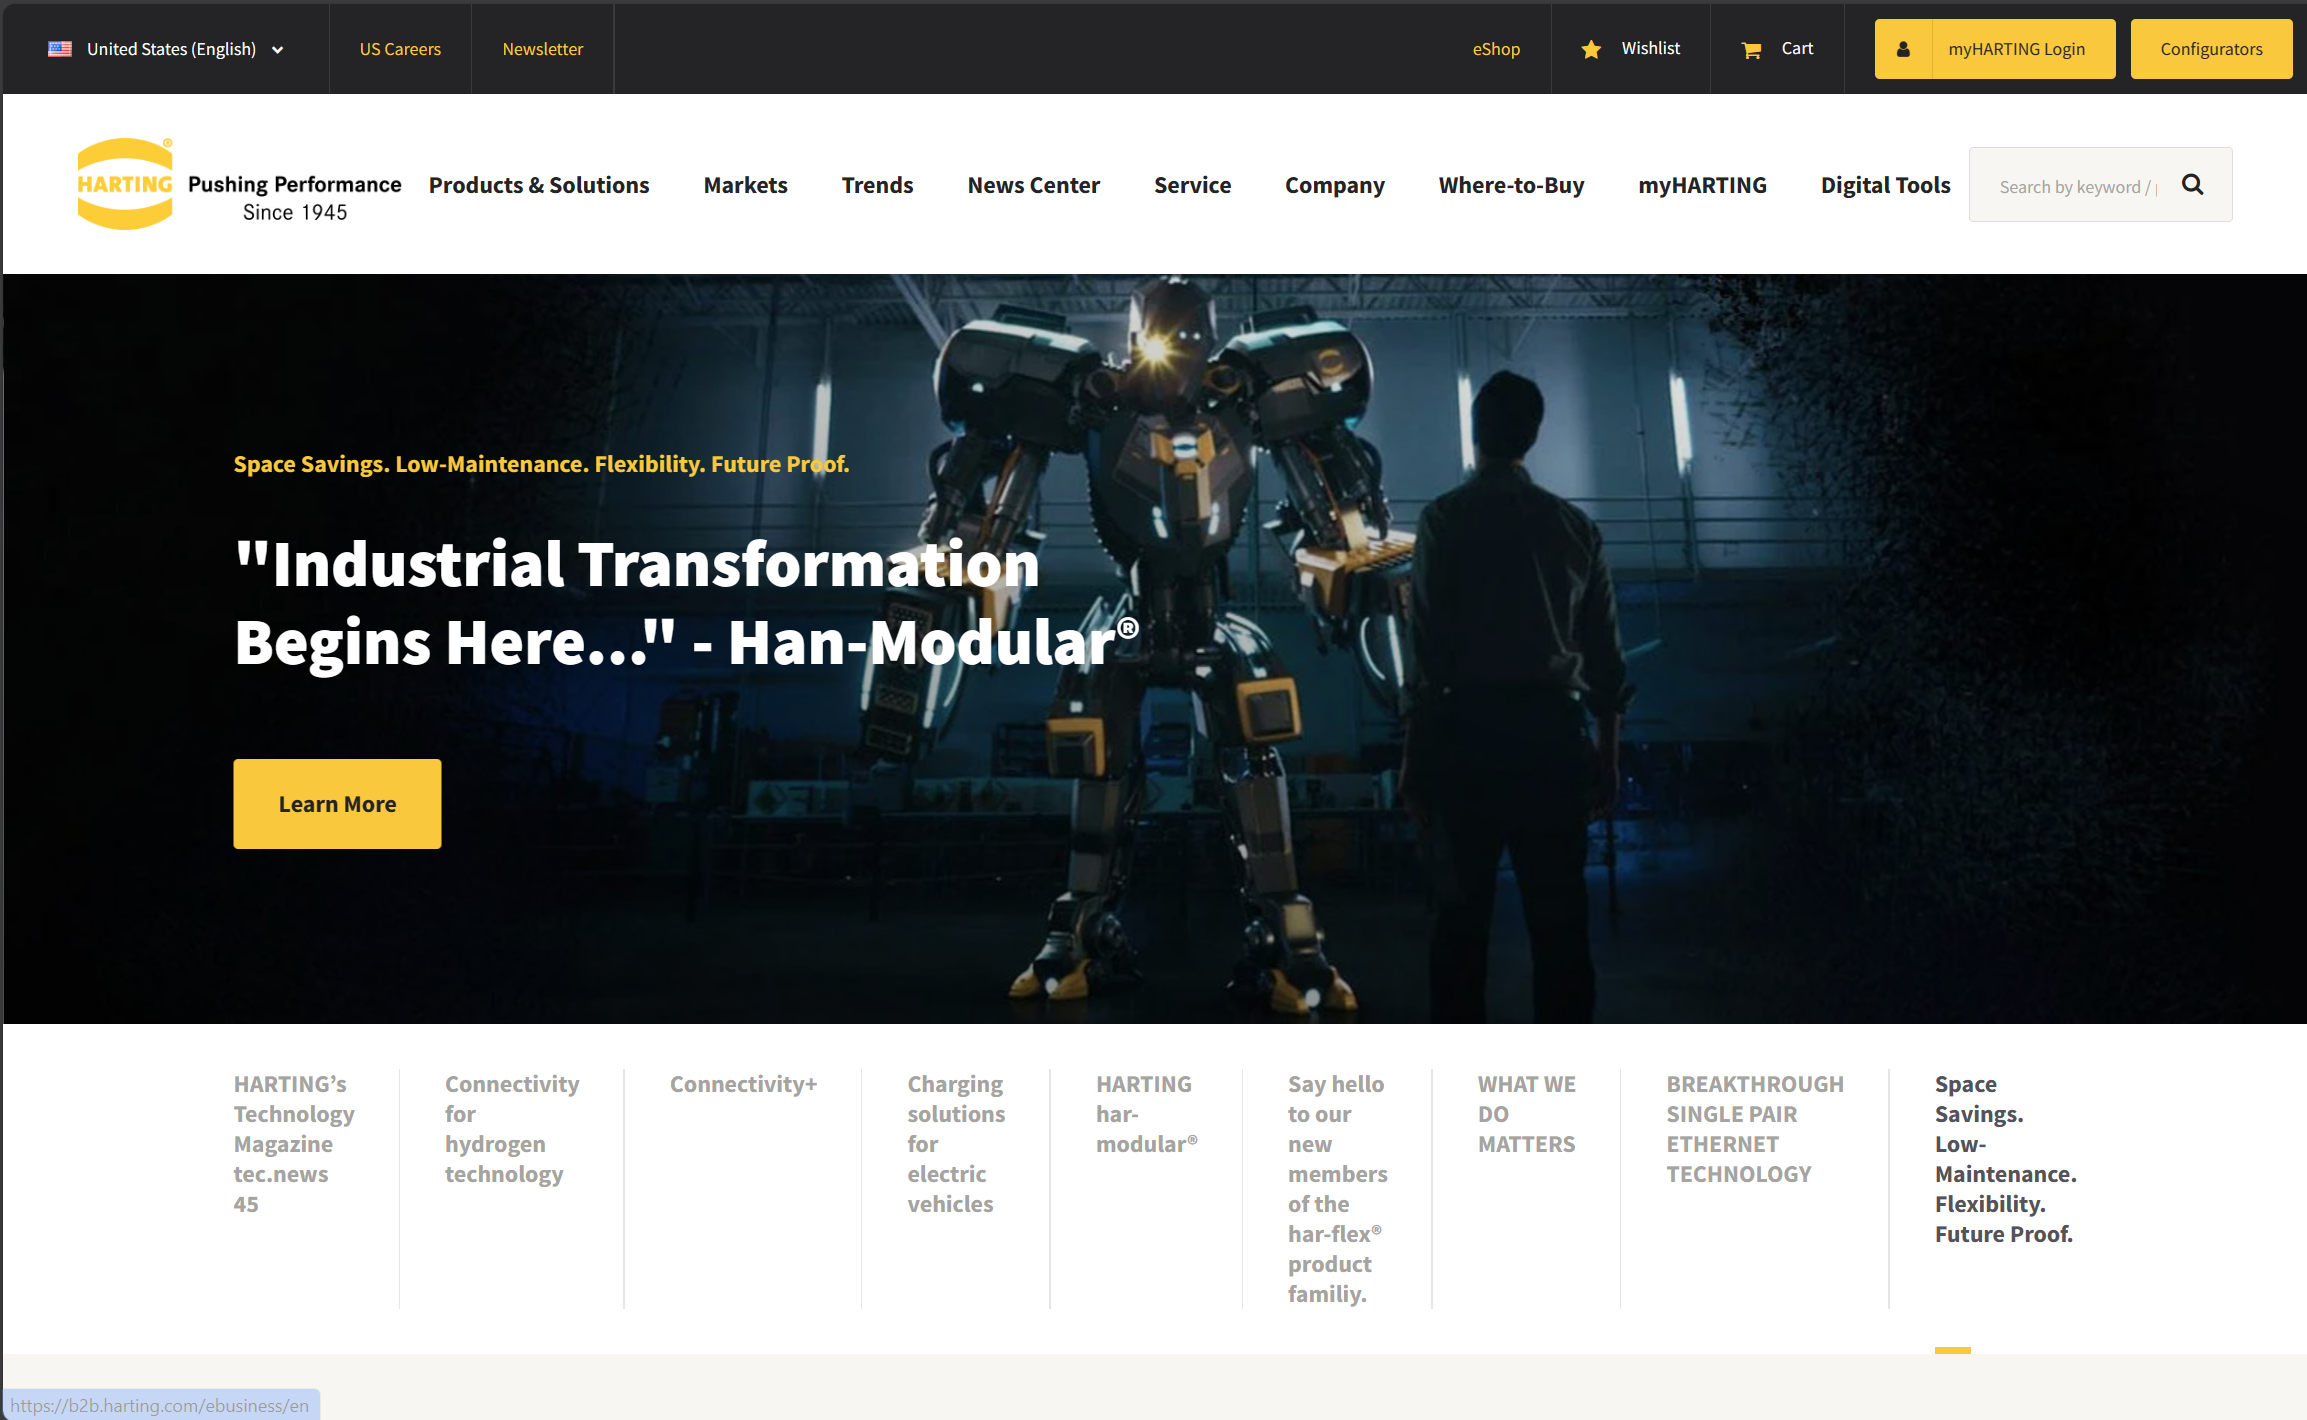 United States (English)
US Careers
Newsletter
eShop
Wishlist
Cart
myHARTING Login
Configurators
HARTING®
Pushing Performance
Since 1945
Products & Solutions
Markets
Trends
News Center
Service
Company
Where-to-Buy
myHARTING
Digital Tools
Search by keyword /
Space Savings. Low-Maintenance. Flexibility. Future Proof.
"Industrial Transformation
Begins Here..." - Han-Modular®
Learn More
HARTING’s
Technology
Magazine
tec.news
45
Connectivity
for
hydrogen
technology
Connectivity+
Charging
solutions
for
electric
vehicles
HARTING
har-
modular®
Say hello
to our
new
members
of the
har-flex®
product
familiy.
WHAT WE
DO
MATTERS
BREAKTHROUGH
SINGLE PAIR
ETHERNET
TECHNOLOGY
Space
Savings.
Low-
Maintenance.
Flexibility.
Future Proof.
https://b2b.harting.com/ebusiness/en